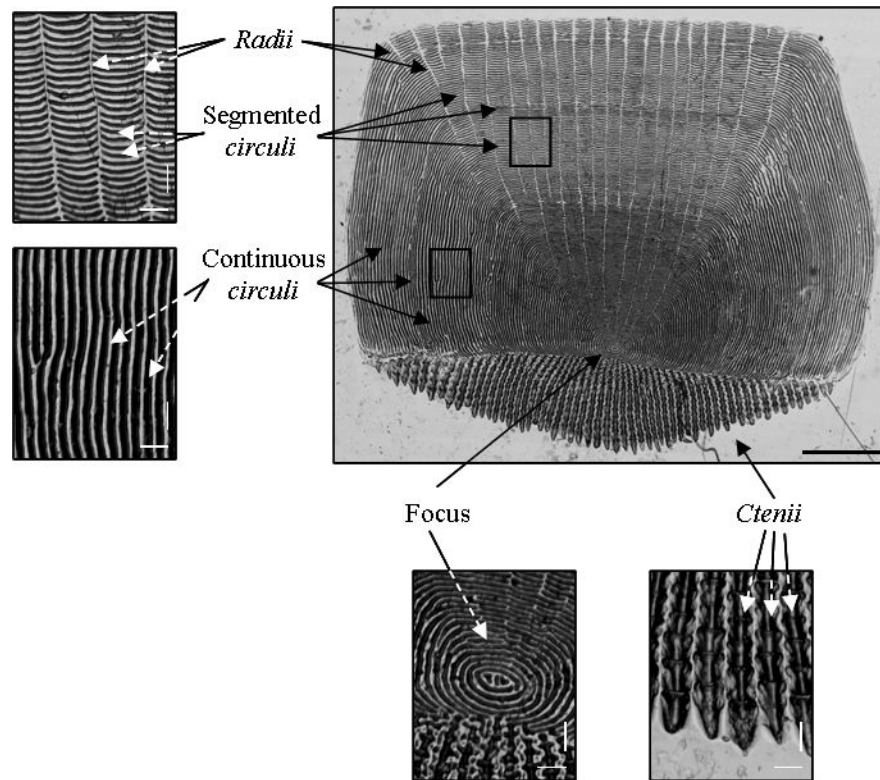 Radii
Segmented
circuli
Continuous
circuli
Focus
Ctenii